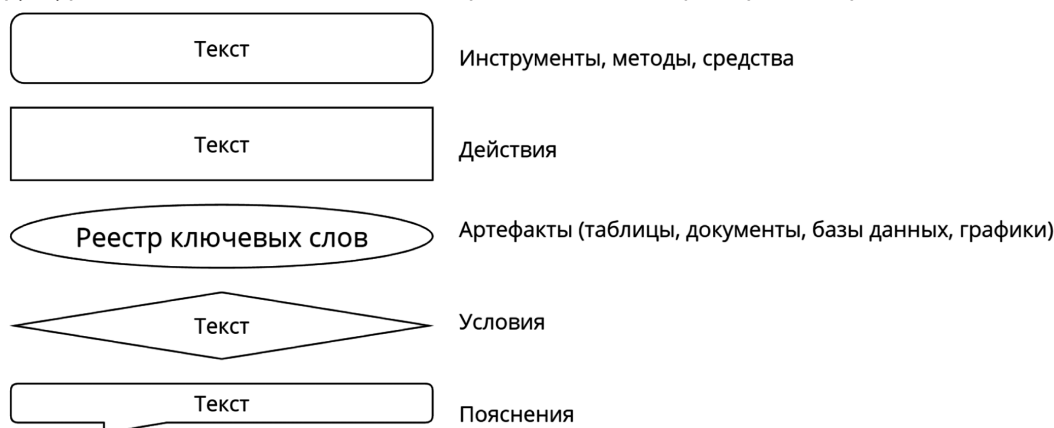 Текст
Инструменты, методы, средства
Текст
Действия
Реестр ключевых слов
Артефакты (таблицы, документы, базы данных, графики)
Текст
Условия
Текст
Пояснения